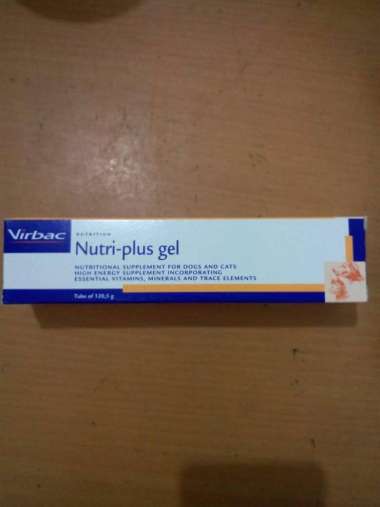 Virbac
NUTRITION
Nutri-plus gel
NUTRITIONAL SUPPLEMENT FOR DOGS AND CATS
HIGH ENERGY SUPPLEMENT INCORPORATING
ESSENTIAL VITAMINS, MINERALS AND TRACE ELEMENTS
Tube of 120,5 g